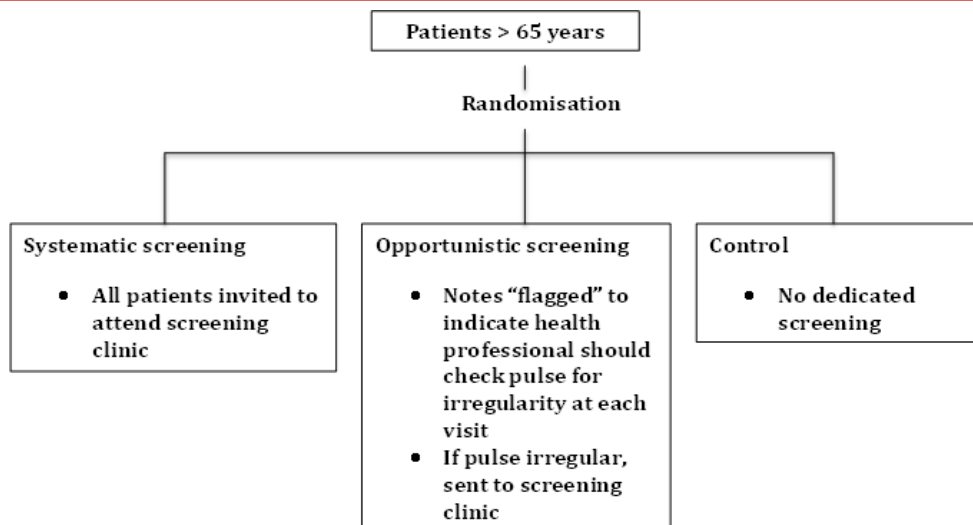 Patients > 65 years
Randomisation
Systematic screening
• All patients invited to
attend screening
clinic
Opportunistic screening
• Notes “flagged” to
indicate health
professional should
check pulse for
irregularity at each
visit
• If pulse irregular,
sent to screening
clinic
Control
• No dedicated
screening